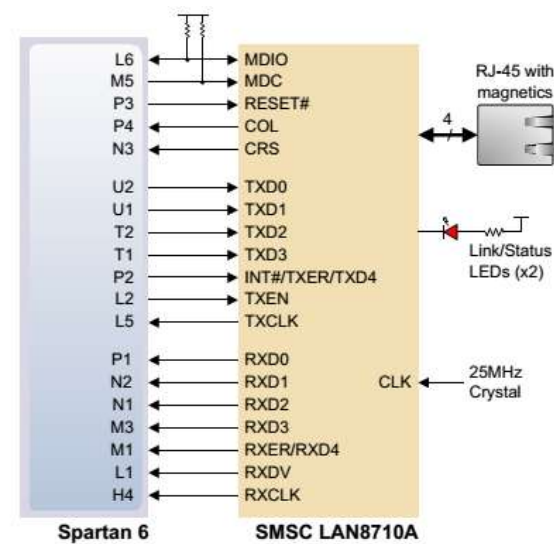 L6 MDIO
M5 MDC
P3 RESET#
P4 COL
N3 CRS
RJ-45 with
magnetics
4
U2 TXD0
U1 TXD1
T2 TXD2
T1 TXD3
P2 INT#/TXER/TXD4
L2 TXEN
L5 TXCLK
Link/Status
LEDs (x2)
P1 RXD0
N2 RXD1
N1 RXD2
M3 RXD3
M1 RXER/RXD4
L1 RXDV
H4 RXCLK
CLK
25MHz
Crystal
Spartan 6
SMSC LAN8710A